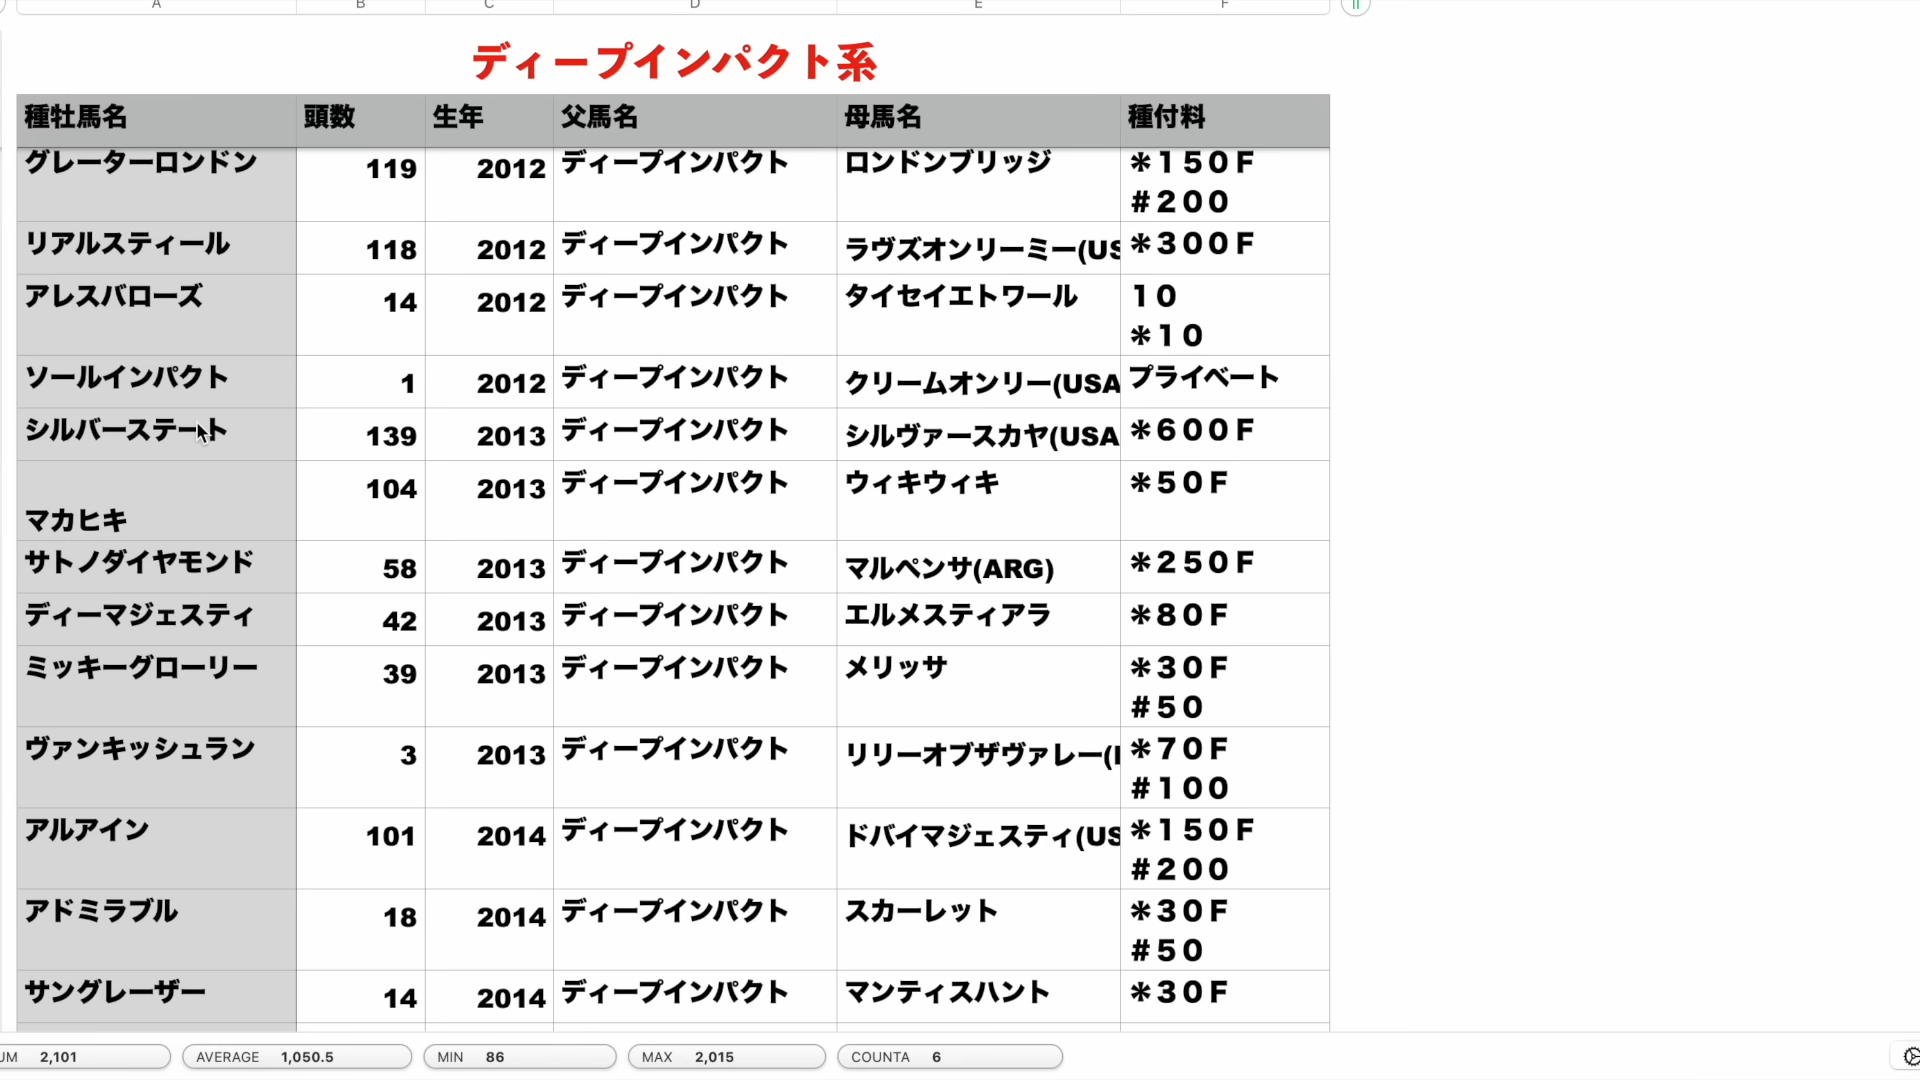 A B C D E F
ディープインパクト系
種牡馬名 頭数 生年 父馬名 母馬名 種付料
グレーターロンドン 119 2012 ディープインパクト ロンドンブリッジ ＊１５０Ｆ
＃２００
リアルスティール 118 2012 ディープインパクト ラヴズオンリーミー(US ＊３００Ｆ
アレスバローズ 14 2012 ディープインパクト タイセイエトワール １０
＊１０
ソールインパクト 1 2012 ディープインパクト クリームオンリー(USA プライベート
シルバーステート 139 2013 ディープインパクト シルヴァースカヤ(USA ＊６００Ｆ
マカヒキ 104 2013 ディープインパクト ウィキウィキ ＊５０Ｆ
サトノダイヤモンド 58 2013 ディープインパクト マルペンサ(ARG) ＊２５０Ｆ
ディーマジェスティ 42 2013 ディープインパクト エルメスティアラ ＊８０Ｆ
ミッキーグローリー 39 2013 ディープインパクト メリッサ ＊３０Ｆ
＃５０
ヴァンキッシュラン 3 2013 ディープインパクト リリーオブザヴァレー( ＊７０Ｆ
＃１００
アルアイン 101 2014 ディープインパクト ドバイマジェスティ(US ＊１５０Ｆ
＃２００
アドミラブル 18 2014 ディープインパクト スカーレット ＊３０Ｆ
＃５０
サングレーザー 14 2014 ディープインパクト マンティスハント ＊３０Ｆ
UM 2,101 AVERAGE 1,050.5 MIN 86 MAX 2,015 COUNTA 6